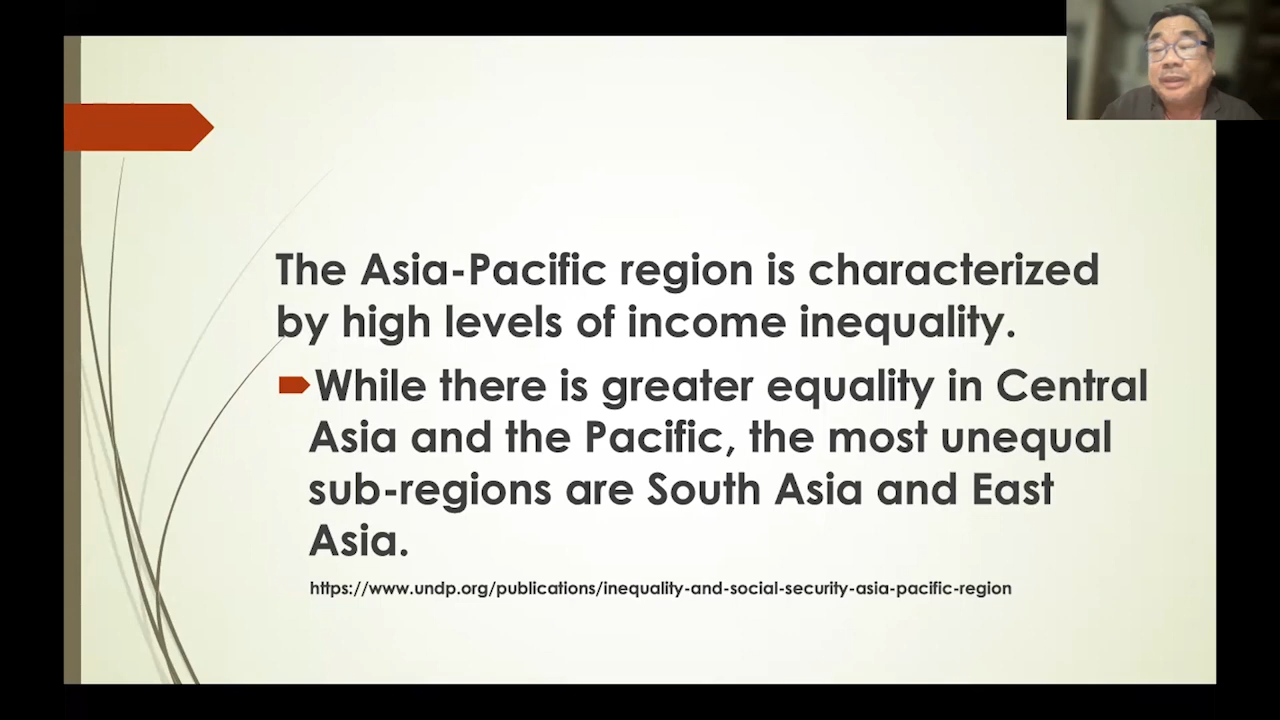 The Asia-Pacific region is characterized
by high levels of income inequality.
While there is greater equality in Central
Asia and the Pacific, the most unequal
sub-regions are South Asia and East
Asia.
https://www.undp.org/publications/inequality-and-social-security-asia-pacific-region